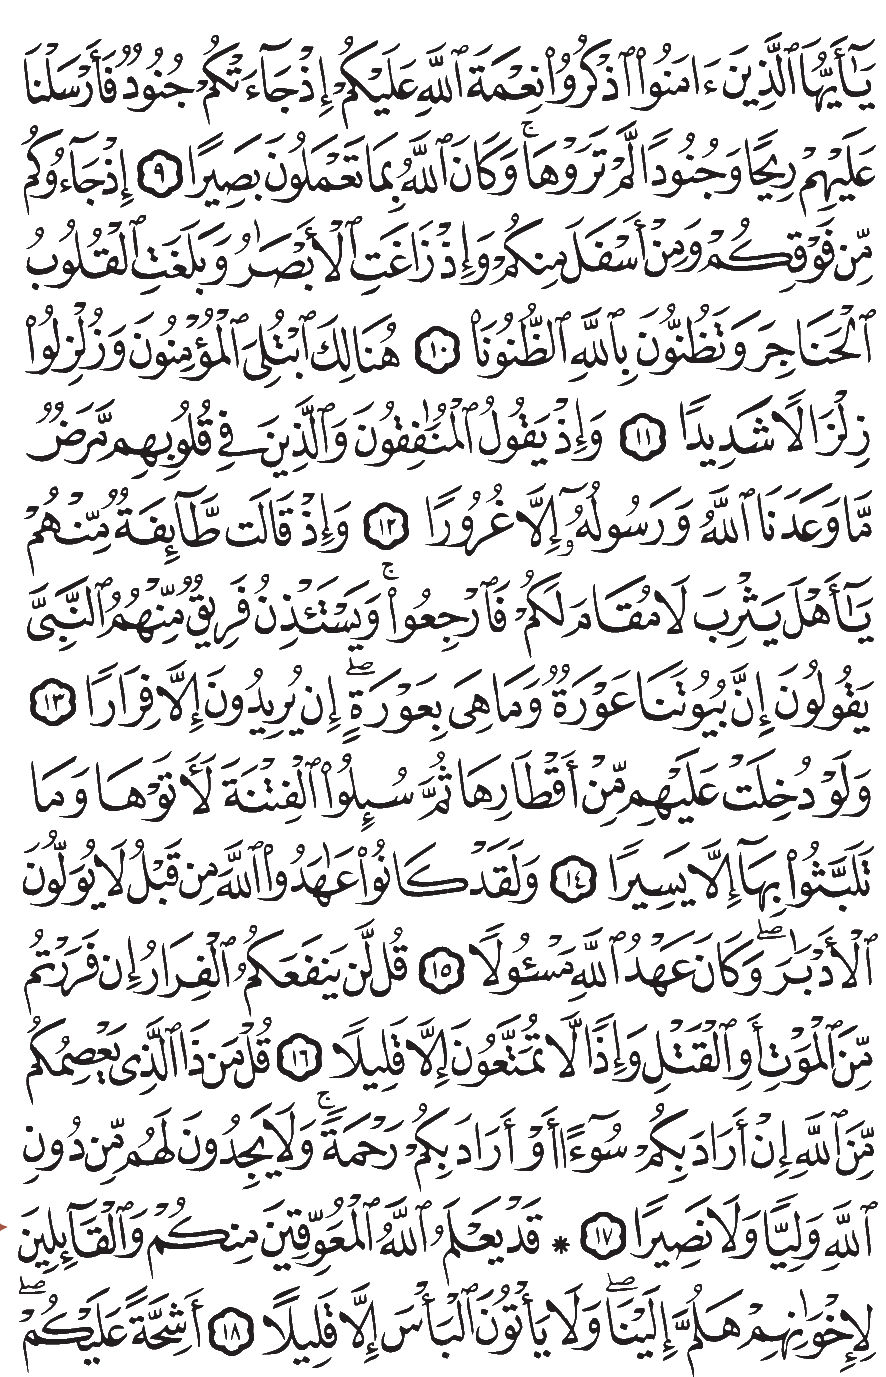 يَٰٓأَيُّهَا ٱلَّذِينَ ءَامَنُوا۟ ٱذْكُرُوا۟ نِعْمَةَ ٱللَّهِ عَلَيْكُمْ إِذْ جَآءَتْكُمْ جُنُودٌ فَأَرْسَلْنَا
عَلَيْهِمْ رِيحًا وَجُنُودًا لَّمْ تَرَوْهَا ۚ وَكَانَ ٱللَّهُ بِمَا تَعْمَلُونَ بَصِيرًا ٩ إِذْ جَآءُوكُم
مِّن فَوْقِكُمْ وَمِنْ أَسْفَلَ مِنكُمْ وَإِذْ زَاغَتِ ٱلْأَبْصَٰرُ وَبَلَغَتِ ٱلْقُلُوبُ
ٱلْحَنَاجِرَ وَتَظُنُّونَ بِٱللَّهِ ٱلظُّنُونَا۠ ١٠ هُنَالِكَ ٱبْتُلِىَ ٱلْمُؤْمِنُونَ وَزُلْزِلُوا۟
زِلْزَالًا شَدِيدًا ١١ وَإِذْ يَقُولُ ٱلْمُنَٰفِقُونَ وَٱلَّذِينَ فِى قُلُوبِهِم مَّرَضٌ
مَّا وَعَدَنَا ٱللَّهُ وَرَسُولُهُۥٓ إِلَّا غُرُورًا ١٢ وَإِذْ قَالَت طَّآئِفَةٌ مِّنْهُمْ
يَٰٓأَهْلَ يَثْرِبَ لَا مُقَامَ لَكُمْ فَٱرْجِعُوا۟ ۚ وَيَسْتَـْٔذِنُ فَرِيقٌ مِّنْهُمُ ٱلنَّبِىَّ
يَقُولُونَ إِنَّ بُيُوتَنَا عَوْرَةٌ وَمَا هِىَ بِعَوْرَةٍ ۖ إِن يُرِيدُونَ إِلَّا فِرَارًا ١٣
وَلَوْ دُخِلَتْ عَلَيْهِم مِّنْ أَقْطَارِهَا ثُمَّ سُئِلُوا۟ ٱلْفِتْنَةَ لَـَٔاتَوْهَا وَمَا
تَلَبَّثُوا۟ بِهَآ إِلَّا يَسِيرًا ١٤ وَلَقَدْ كَانُوا۟ عَٰهَدُوا۟ ٱللَّهَ مِن قَبْلُ لَا يُوَلُّونَ
ٱلْأَدْبَٰرَ ۖ وَكَانَ عَهْدُ ٱللَّهِ مَسْـُٔولًا ١٥ قُل لَّن يَنفَعَكُمُ ٱلْفِرَارُ إِن فَرَرْتُم
مِّنَ ٱلْمَوْتِ أَوِ ٱلْقَتْلِ وَإِذًا لَّا تُمَتَّعُونَ إِلَّا قَلِيلًا ١٦ قُلْ مَن ذَا ٱلَّذِى يَعْصِمُكُم
مِّنَ ٱللَّهِ إِنْ أَرَادَ بِكُمْ سُوٓءًا أَوْ أَرَادَ بِكُمْ رَحْمَةً ۚ وَلَا يَجِدُونَ لَهُم مِّن دُونِ
ٱللَّهِ وَلِيًّا وَلَا نَصِيرًا ١٧ * قَدْ يَعْلَمُ ٱللَّهُ ٱلْمُعَوِّقِينَ مِنكُمْ وَٱلْقَآئِلِينَ
لِإِخْوَٰنِهِمْ هَلُمَّ إِلَيْنَا ۖ وَلَا يَأْتُونَ ٱلْبَأْسَ إِلَّا قَلِيلًا ١٨ أَشِحَّةً عَلَيْكُمْ ۖ